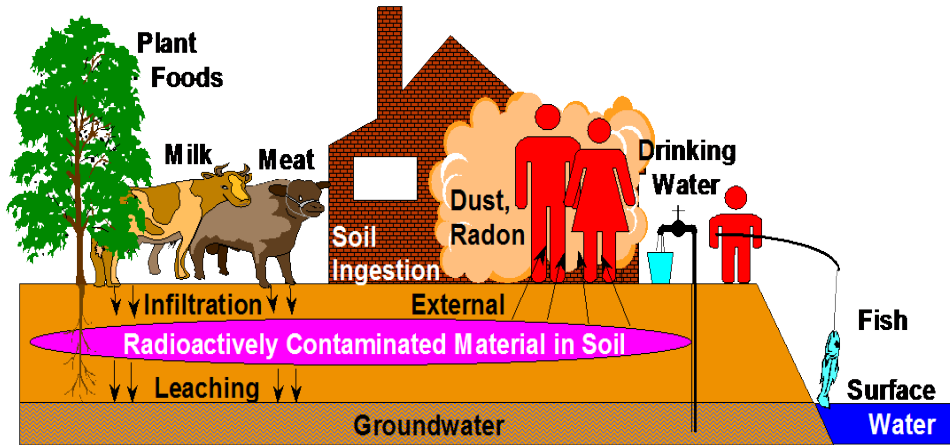 Plant
Foods
Milk
Meat
Drinking
Water
Dust,
Radon
Soil
Ingestion
Infiltration
External
Fish
Radioactively Contaminated Material in Soil
Leaching
Surface
Water
Groundwater